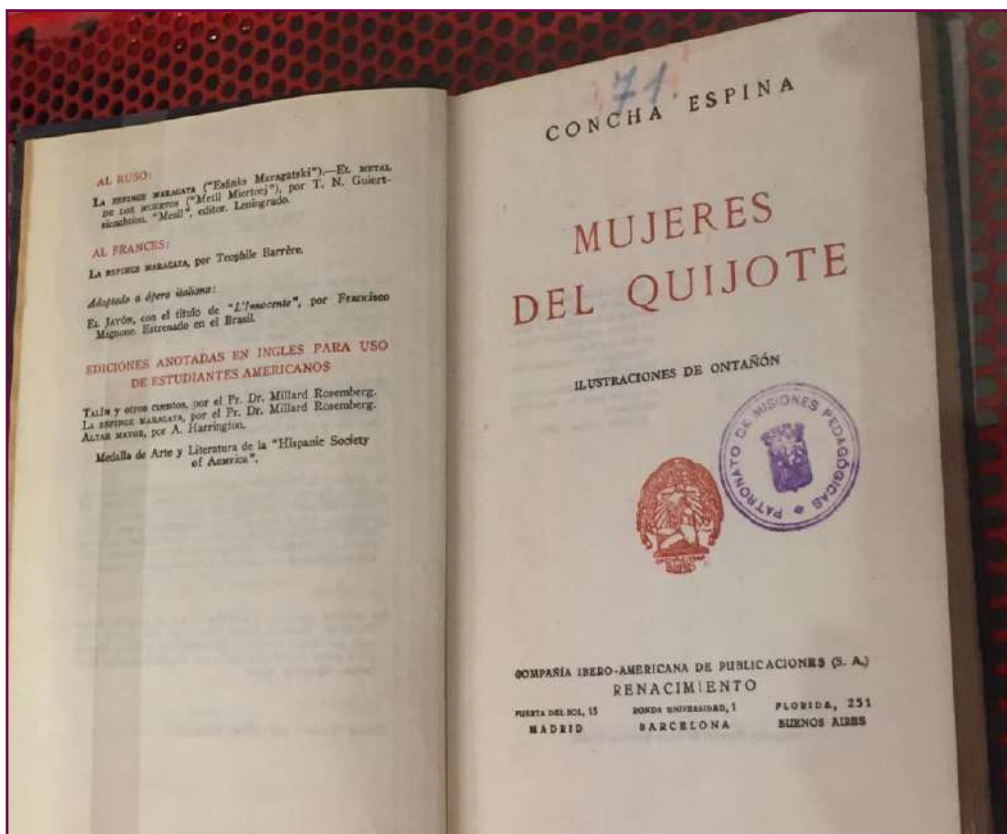 AL RUSO:
LA ESFINGE MARAGATA ("Esfinks Maragatski").—EL METAL
DE LOS MUERTOS ("Metll Miertoej"), por T. N. Guiert-
"Mesll", editor. Leningrado.
AL FRANCES:
LA ESFINGE MARAGATA, por Teophile Barrère.
Adaptado a ópera italiana:
EL JAYÓN, con el título de "L'Innocente", por Francisco
Mignone. Estrenado en el Brasil.
EDICIONES ANOTADAS EN INGLES PARA USO
DE ESTUDIANTES AMERICANOS
TALÍN y otros cuentos, por el Pr. Dr. Millard Rosemberg.
LA ESFINGE MARAGATA, por el Pr. Dr. Millard Rosemberg.
ALTAR MAYOR, por A. Harrington.
Medalla de Arte y Literatura de la "Hispanic Society
of America".
71
CONCHA ESPINA
MUJERES
DEL QUIJOTE
ILUSTRACIONES DE ONTAÑÓN
PATRONATO DE MISIONES PEDAGÓGICAS
COMPAÑÍA IBERO-AMERICANA DE PUBLICACIONES (S. A.)
RENACIMIENTO
PUERTA DEL SOL, 15 RONDA UNIVERSIDAD, 1 FLORIDA, 251
MADRID BARCELONA BUENOS AIRES